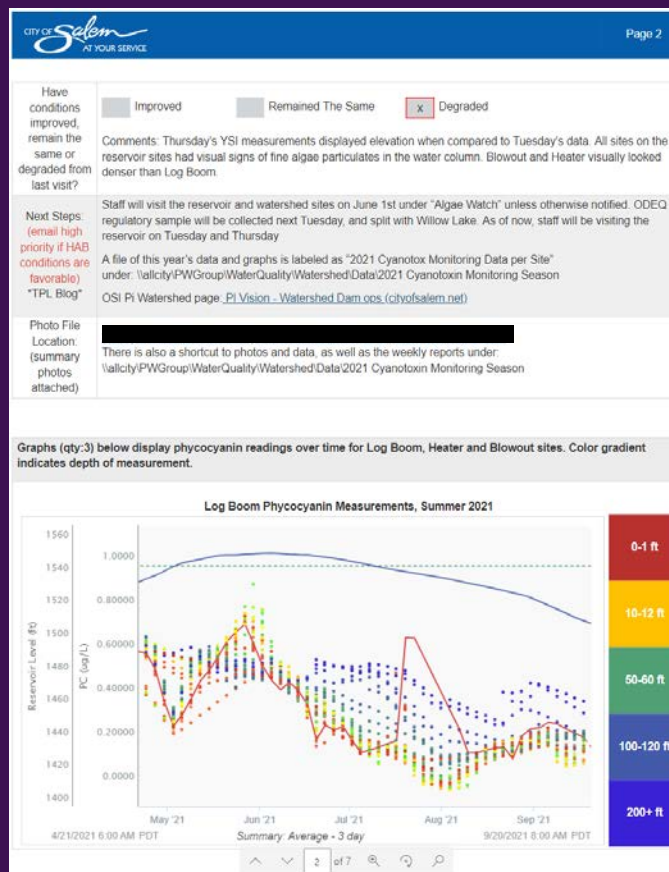 CITY OF Salem
AT YOUR SERVICE
Page 2
Have
conditions
improved,
remain the
same or
degraded from
last visit?
Improved
Remained The Same
x Degraded
Comments: Thursday's YSI measurements displayed elevation when compared to Tuesday's data. All sites on the
reservoir sites had visual signs of fine algae particulates in the water column. Blowout and Heater visually looked
denser than Log Boom.
Next Steps:
(email high
priority if HAB
conditions are
favorable)
"TPL Blog"
Staff will visit the reservoir and watershed sites on June 1st under "Algae Watch" unless otherwise notified. ODEQ
regulatory sample will be collected next Tuesday, and split with Willow Lake. As of now, staff will be visiting the
reservoir on Tuesday and Thursday
A file of this year's data and graphs is labeled as "2021 Cyanotox Monitoring Data per Site"
under: \\allcity\PWGroup\WaterQuality\Watershed\Data\2021 Cyanotoxin Monitoring Season
OSI Pi Watershed page: PI Vision - Watershed Dam ops (cityofsalem.net)
Photo File
Location:
(summary
photos
attached)
There is also a shortcut to photos and data, as well as the weekly reports under:
\\allcity\PWGroup\WaterQuality\Watershed\Data\2021 Cyanotoxin Monitoring Season
Graphs (qty:3) below display phycocyanin readings over time for Log Boom, Heater and Blowout sites. Color gradient
indicates depth of measurement.
Log Boom Phycocyanin Measurements, Summer 2021
Reservoir Level (ft)
1560
1540
1520
1500
1480
1460
1440
1420
1400
PC (ug/L)
1.0000
0.80000
0.60000
0.40000
0.20000
0.0000
May '21
Jun '21
Jul '21
Aug '21
Sep '21
4/21/2021 6:00 AM PDT
Summary: Average - 3 day
9/20/2021 8:00 AM PDT
0-1 ft
10-12 ft
50-60 ft
100-120 ft
200+ ft
2 of 7